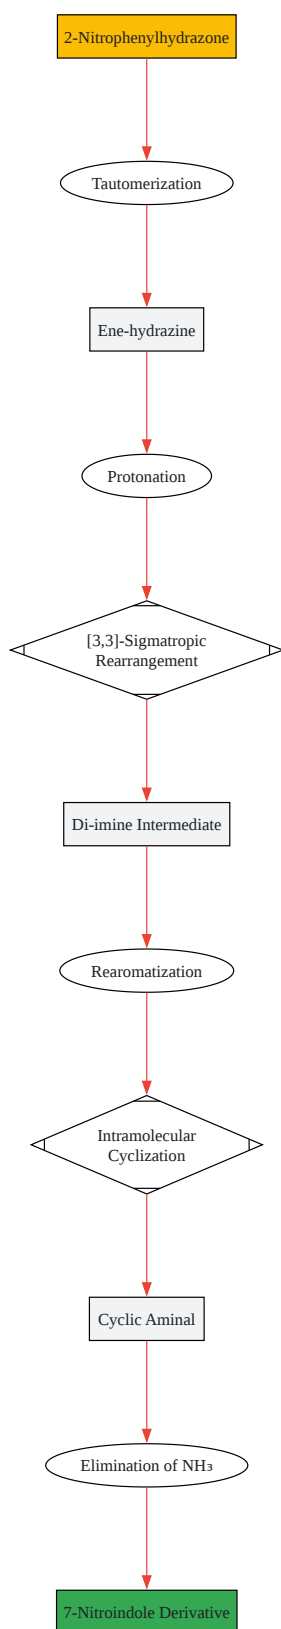 2-Nitrophenylhydrazone
Tautomerization
Ene-hydrazine
Protonation
[3,3]-Sigmatropic
Rearrangement
Di-imine Intermediate
Rearomatization
Intramolecular
Cyclization
Cyclic Aminal
Elimination of NH₃
7-Nitroindole Derivative